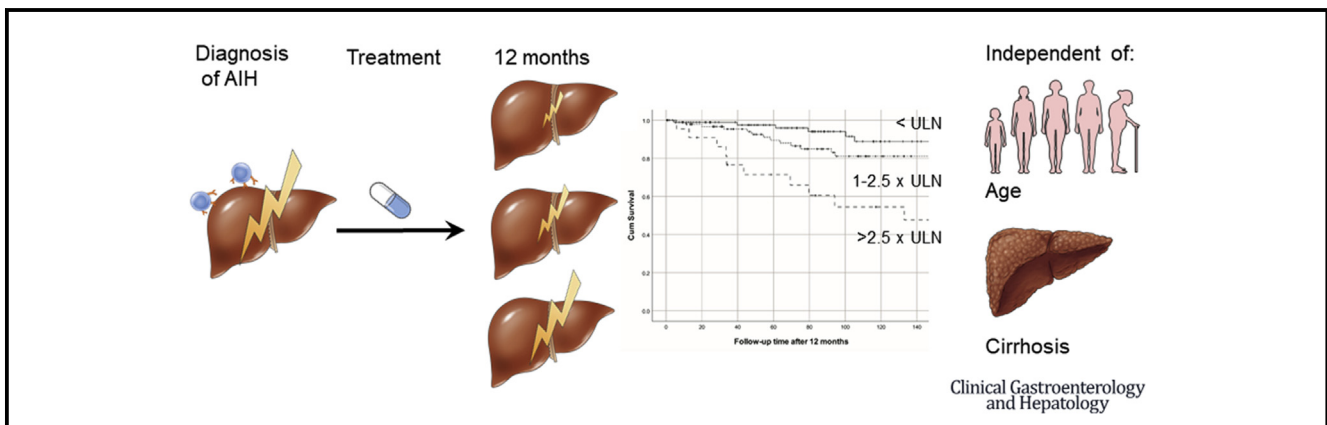 Diagnosis
of AIH
Treatment
12 months
Independent of:
Cum Survival
1.0
0.8
0.6
0.4
0.2
0.0
< ULN
1-2.5 x ULN
>2.5 x ULN
0 20 40 60 80 100 120 140
Follow-up time after 12 months
Age
Cirrhosis
Clinical Gastroenterology
and Hepatology